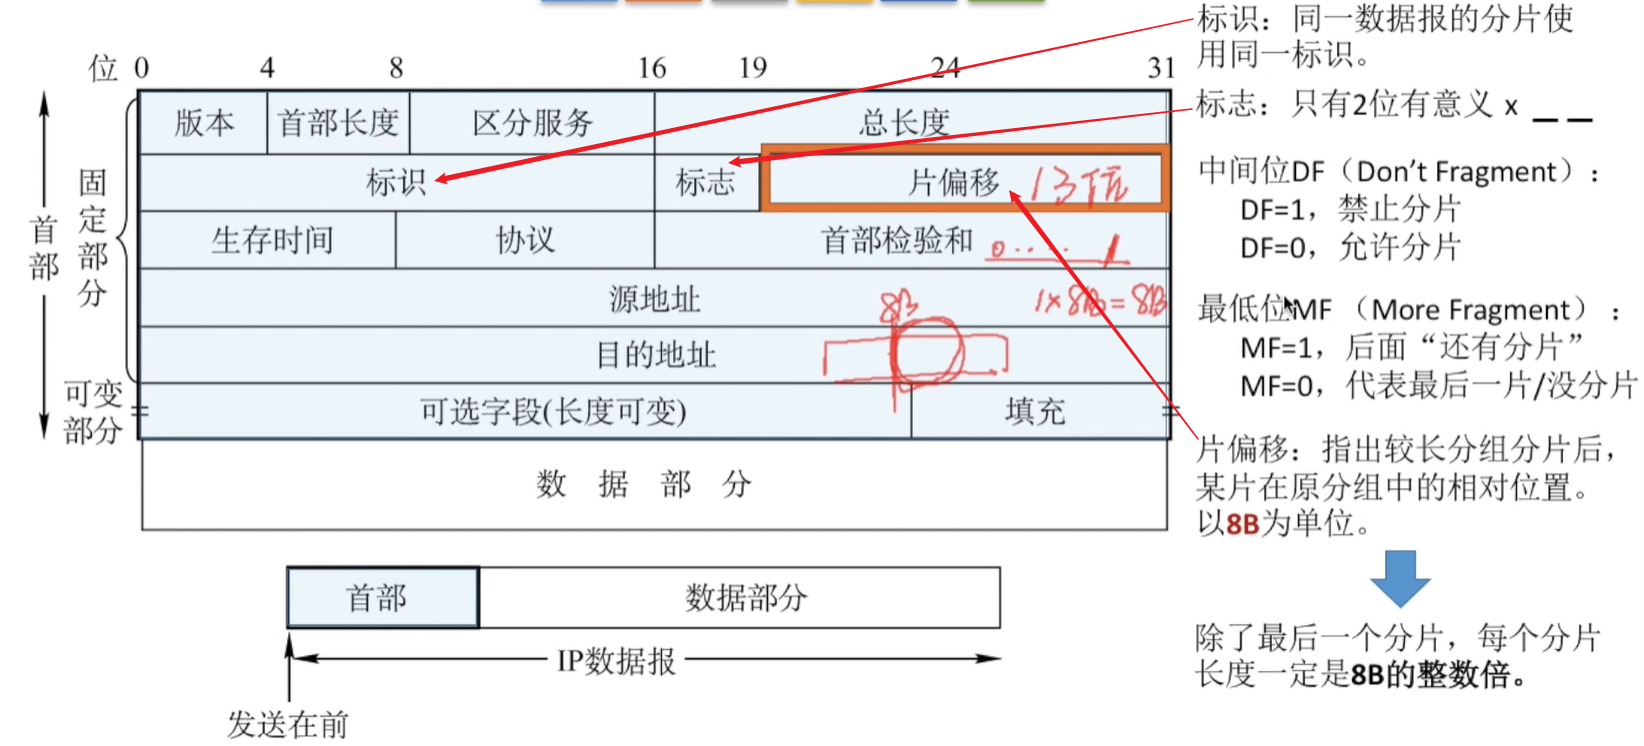 位 0 4 8 16 19 24 31
版本 首部长度 区分服务 总长度
标识 标志 片偏移 13位
生存时间 协议 首部检验和 0.....1
源地址 8B 1×8B=8B
目的地址
可选字段(长度可变) 填充
数 据 部 分
首部
固定部分
可变
部分
首部 数据部分
IP数据报
发送在前
标识：同一数据报的分片使
用同一标识。
标志：只有2位有意义 x _ _
中间位DF（Don't Fragment）：
DF=1，禁止分片
DF=0，允许分片
最低位MF （More Fragment）：
MF=1，后面“还有分片”
MF=0，代表最后一片/没分片
片偏移：指出较长分组分片后，
某片在原分组中的相对位置。
以8B为单位。
除了最后一个分片，每个分片
长度一定是8B的整数倍。